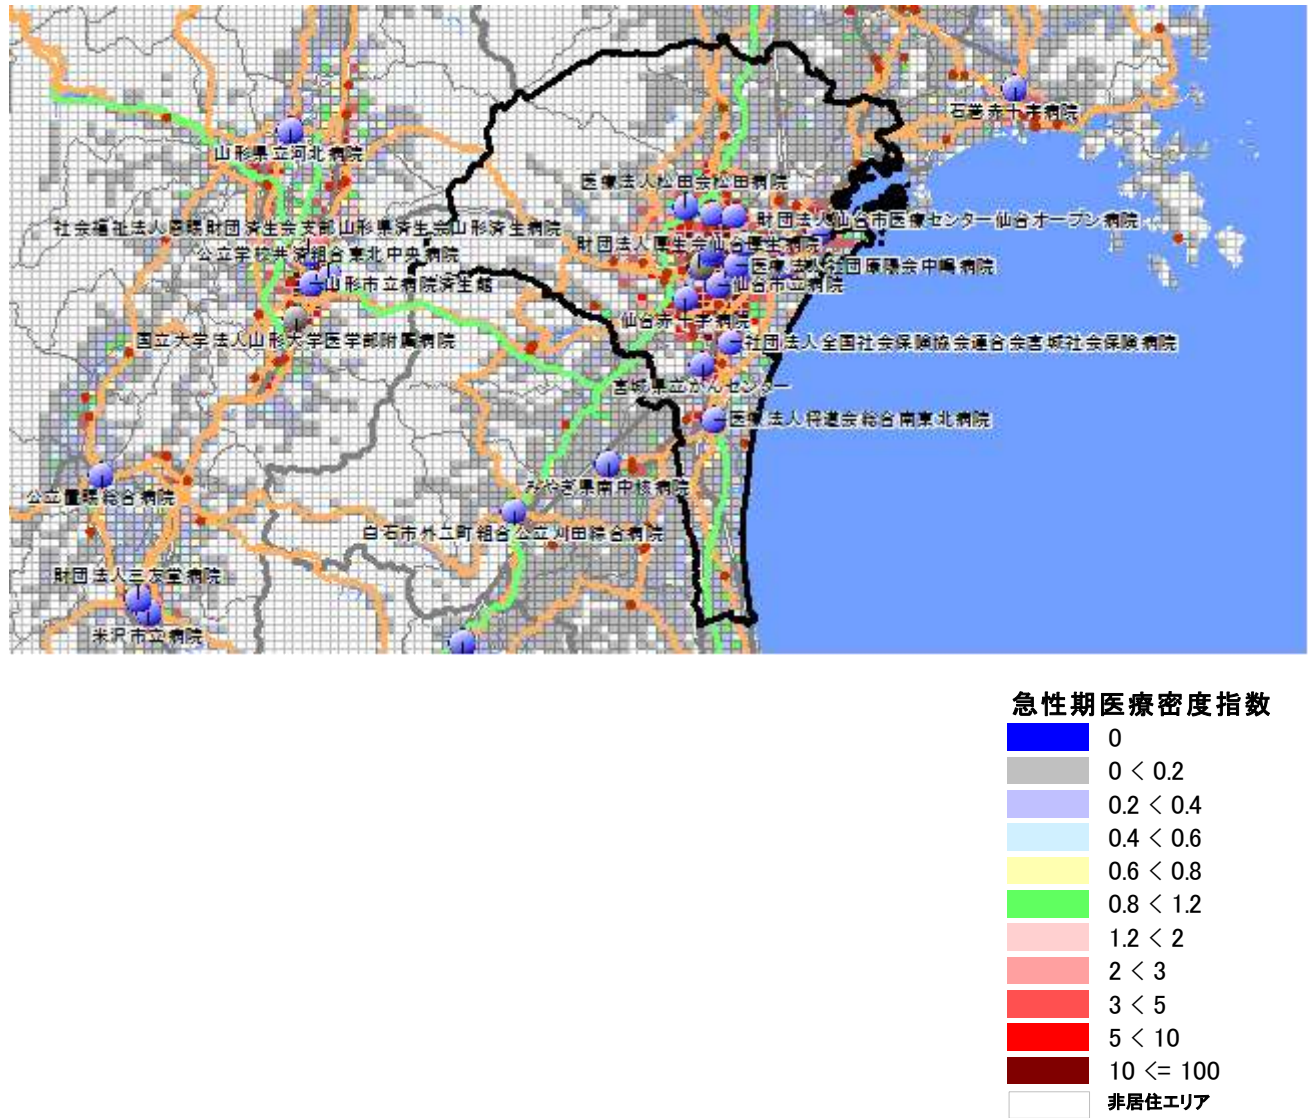 石巻赤十字病院
山形県立河北病院
医療法人松田会松田病院
財団法人仙台市医療センター仙台オープン病院
社会福祉法人恩賜財団済生会支部山形県済生会山形済生病院
財団法人厚生会仙台厚生病院
公立学校共済組合東北中央病院
医療法人社団康陽会中嶋病院
山形市立病院済生館
仙台市立病院
仙台赤十字病院
国立大学法人山形大学医学部附属病院
社団法人全国社会保険協会連合会宮城社会保険病院
宮城県立がんセンター
医療法人将道会総合南東北病院
みやぎ県南中核病院
公立置賜総合病院
白石市外二町組合公立刈田綜合病院
財団法人三友堂病院
米沢市立病院
急性期医療密度指数
0
0 < 0.2
0.2 < 0.4
0.4 < 0.6
0.6 < 0.8
0.8 < 1.2
1.2 < 2
2 < 3
3 < 5
5 < 10
10 <= 100
非居住エリア